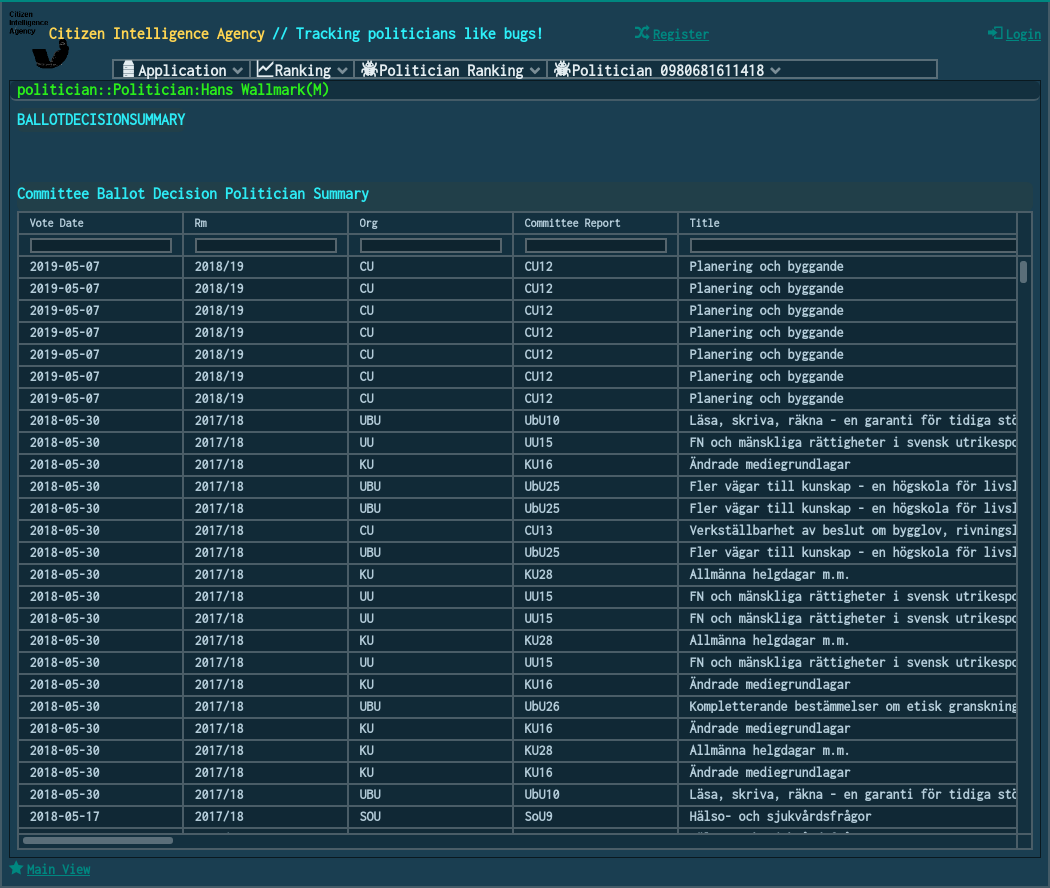 Citizen
Intelligence
Agency
Citizen Intelligence Agency // Tracking politicians like bugs!
Register
Login
Application Ranking Politician Ranking Politician 0980681611418
politician::Politician:Hans Wallmark(M)
BALLOTDECISIONSUMMARY
Committee Ballot Decision Politician Summary
Vote Date Rm Org Committee Report Title
2019-05-07 2018/19 CU CU12 Planering och byggande
2019-05-07 2018/19 CU CU12 Planering och byggande
2019-05-07 2018/19 CU CU12 Planering och byggande
2019-05-07 2018/19 CU CU12 Planering och byggande
2019-05-07 2018/19 CU CU12 Planering och byggande
2019-05-07 2018/19 CU CU12 Planering och byggande
2019-05-07 2018/19 CU CU12 Planering och byggande
2018-05-30 2017/18 UBU UbU10 Läsa, skriva, räkna - en garanti för tidiga stö
2018-05-30 2017/18 UU UU15 FN och mänskliga rättigheter i svensk utrikespo
2018-05-30 2017/18 KU KU16 Ändrade mediegrundlagar
2018-05-30 2017/18 UBU UbU25 Fler vägar till kunskap - en högskola för livsl
2018-05-30 2017/18 UBU UbU25 Fler vägar till kunskap - en högskola för livsl
2018-05-30 2017/18 CU CU13 Verkställbarhet av beslut om bygglov, rivningsl
2018-05-30 2017/18 UBU UbU25 Fler vägar till kunskap - en högskola för livsl
2018-05-30 2017/18 KU KU28 Allmänna helgdagar m.m.
2018-05-30 2017/18 UU UU15 FN och mänskliga rättigheter i svensk utrikespo
2018-05-30 2017/18 UU UU15 FN och mänskliga rättigheter i svensk utrikespo
2018-05-30 2017/18 KU KU28 Allmänna helgdagar m.m.
2018-05-30 2017/18 UU UU15 FN och mänskliga rättigheter i svensk utrikespo
2018-05-30 2017/18 KU KU16 Ändrade mediegrundlagar
2018-05-30 2017/18 UBU UbU26 Kompletterande bestämmelser om etisk granskning
2018-05-30 2017/18 KU KU16 Ändrade mediegrundlagar
2018-05-30 2017/18 KU KU28 Allmänna helgdagar m.m.
2018-05-30 2017/18 KU KU16 Ändrade mediegrundlagar
2018-05-30 2017/18 UBU UbU10 Läsa, skriva, räkna - en garanti för tidiga stö
2018-05-17 2017/18 SOU SoU9 Hälso- och sjukvårdsfrågor
Main View